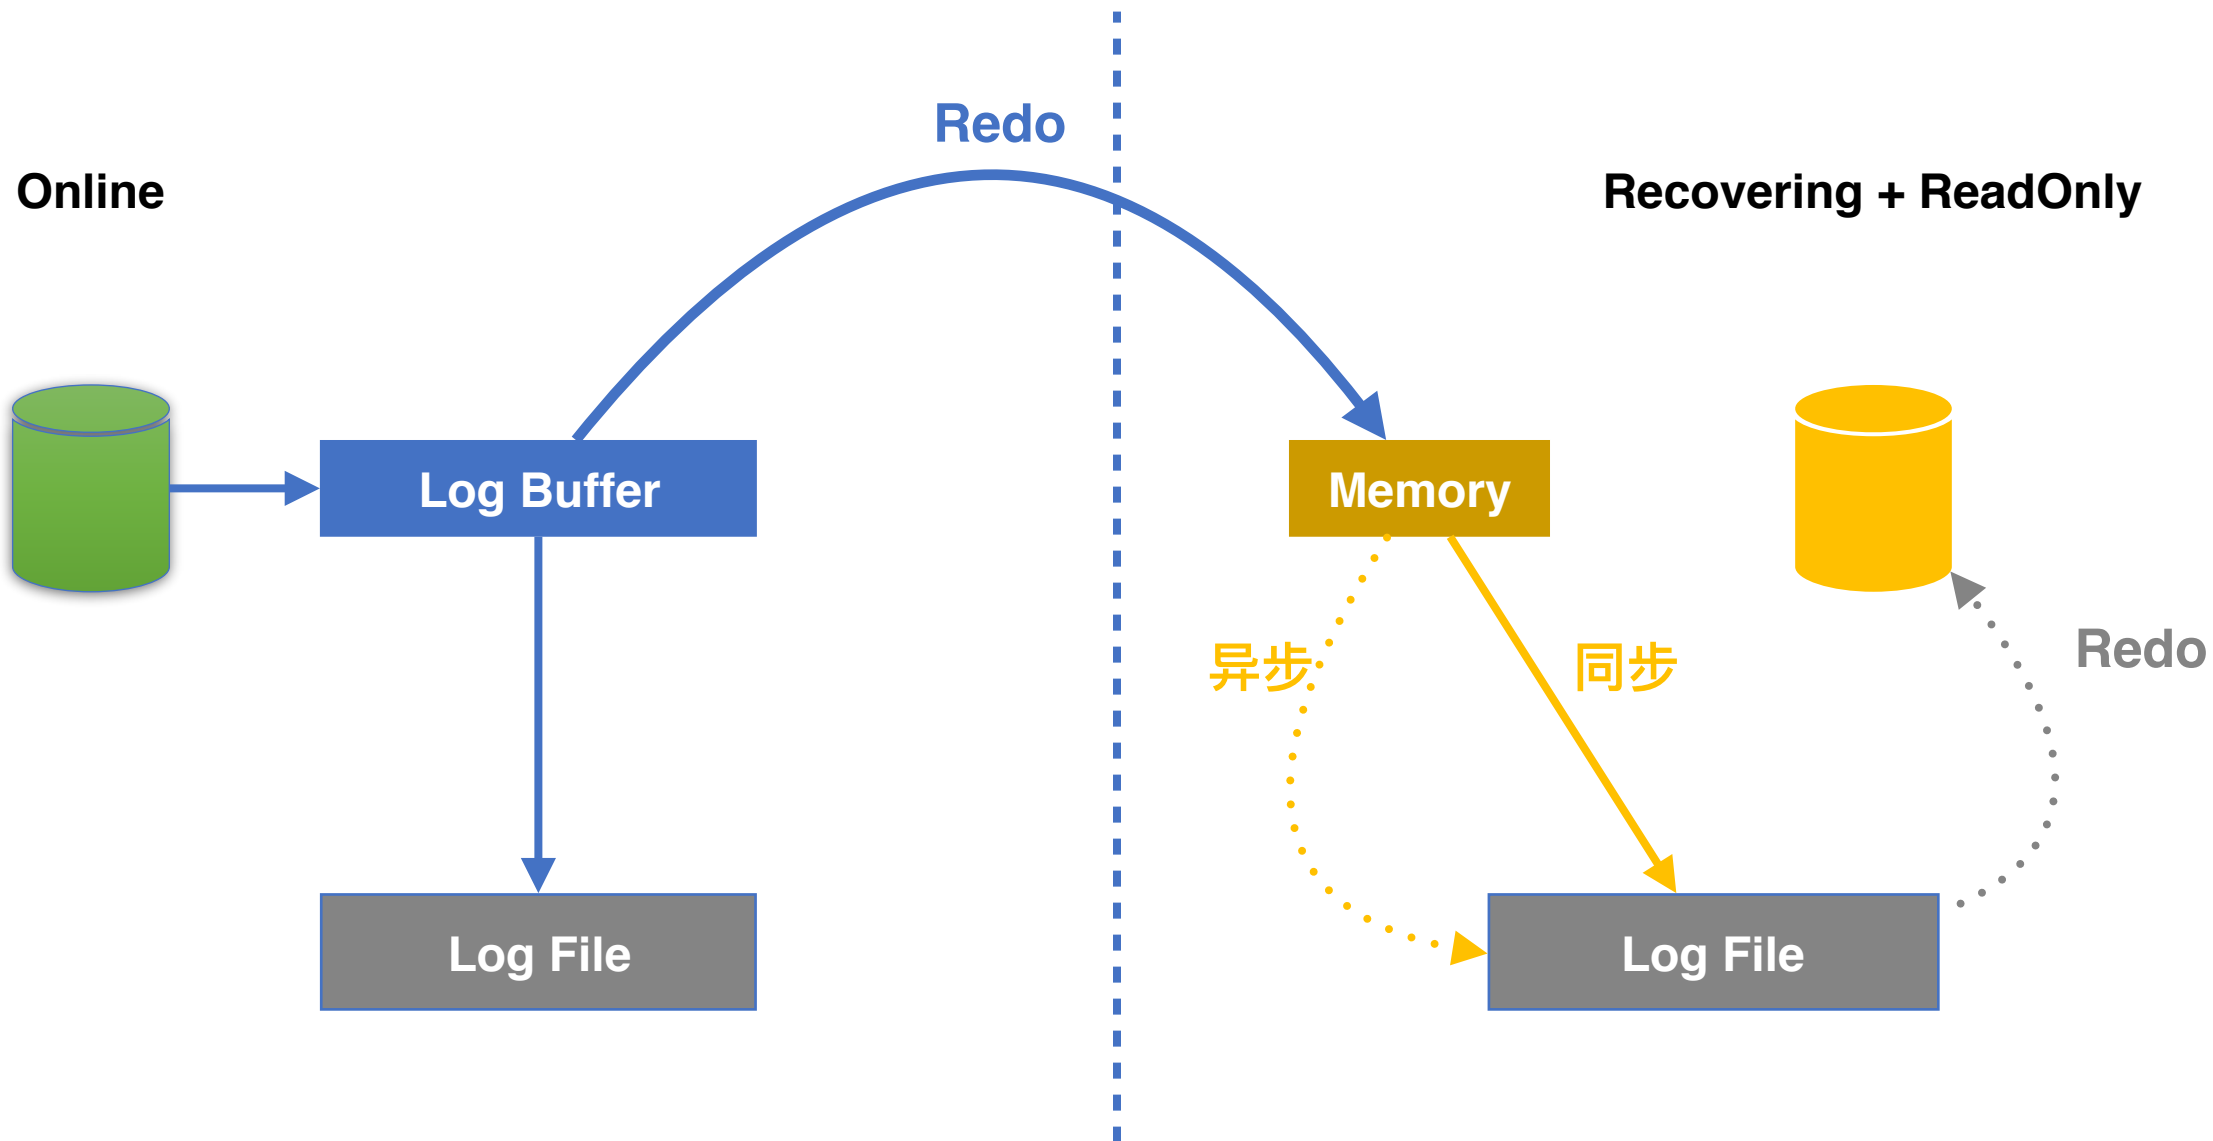 Redo
Online
Recovering + ReadOnly
Log Buffer
Memory
异步
同步
Redo
Log File
Log File